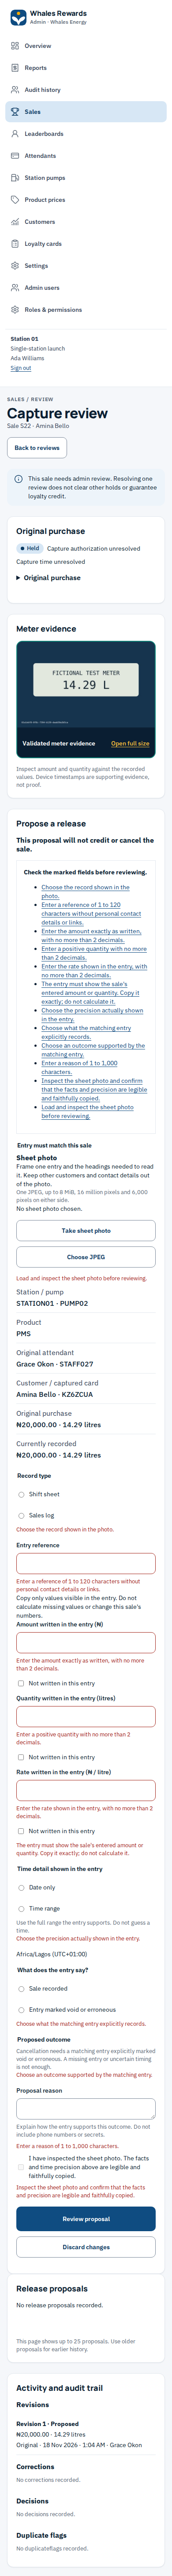 Whales Rewards
Admin · Whales Energy
Overview
Reports
Audit history
Sales
Leaderboards
Attendants
Station pumps
Product prices
Customers
Loyalty cards
Settings
Admin users
Roles & permissions
Station 01
Single-station launch
Ada Williams
Sign out
SALES / REVIEW
Capture review
Sale 522 · Amina Bello
Back to reviews
This sale needs admin review. Resolving one
review does not clear other holds or guarantee
loyalty credit.
Original purchase
Held Capture authorization unresolved
Capture time unresolved
Original purchase
Meter evidence
FICTIONAL TEST METER
14.29 L
Validated meter evidence
Open full size
Inspect amount and quantity against the recorded
values. Device timestamps are supporting evidence,
not proof.
Propose a release
This proposal will not credit or cancel the
sale.
Check the marked fields before reviewing.
Choose the record shown in the
photo.
Enter a reference of 1 to 120
characters without personal contact
details or links.
Enter the amount exactly as written,
with no more than 2 decimals.
Enter a positive quantity with no more
than 2 decimals.
Enter the rate shown in the entry, with
no more than 2 decimals.
The entry must show the sale's
entered amount or quantity. Copy it
exactly; do not calculate it.
Choose the precision actually shown
in the entry.
Choose what the matching entry
explicitly records.
Choose an outcome supported by the
matching entry.
Enter a reason of 1 to 1,000
characters.
Inspect the sheet photo and confirm
that the facts and precision are legible
and faithfully copied.
Load and inspect the sheet photo
before reviewing.
Entry must match this sale
Sheet photo
Frame one entry and the headings needed to read
it. Keep other customers and contact details out
of the photo.
One JPEG, up to 8 MiB, 16 million pixels and 6,000
pixels on either side.
No sheet photo chosen.
Take sheet photo
Choose JPEG
Load and inspect the sheet photo before reviewing.
Station / pump
STATION01 · PUMP02
Product
PMS
Original attendant
Grace Okon · STAFF027
Customer / captured card
Amina Bello · KZ6ZCUA
Original purchase
₦20,000.00 · 14.29 litres
Currently recorded
₦20,000.00 · 14.29 litres
Record type
Shift sheet
Sales log
Choose the record shown in the photo.
Entry reference
Enter a reference of 1 to 120 characters without
personal contact details or links.
Copy only values visible in the entry. Do not
calculate missing values or change this sale's
numbers.
Amount written in the entry (₦)
Enter the amount exactly as written, with no more
than 2 decimals.
Not written in this entry
Quantity written in the entry (litres)
Enter a positive quantity with no more than 2
decimals.
Not written in this entry
Rate written in the entry (₦ / litre)
Enter the rate shown in the entry, with no more than 2
decimals.
Not written in this entry
The entry must show the sale's entered amount or
quantity. Copy it exactly; do not calculate it.
Time detail shown in the entry
Date only
Time range
Use the full range the entry supports. Do not guess a
time.
Choose the precision actually shown in the entry.
Africa/Lagos (UTC+01:00)
What does the entry say?
Sale recorded
Entry marked void or erroneous
Choose what the matching entry explicitly records.
Proposed outcome
Cancellation needs a matching entry explicitly marked
void or erroneous. A missing entry or uncertain timing
is not enough.
Choose an outcome supported by the matching entry.
Proposal reason
Explain how the entry supports this outcome. Do not
include phone numbers or secrets.
Enter a reason of 1 to 1,000 characters.
I have inspected the sheet photo. The facts
and time precision above are legible and
faithfully copied.
Inspect the sheet photo and confirm that the facts
and precision are legible and faithfully copied.
Review proposal
Discard changes
Release proposals
No release proposals recorded.
This page shows up to 25 proposals. Use older
proposals for earlier history.
Activity and audit trail
Revisions
Revision 1 · Proposed
₦20,000.00 · 14.29 litres
Original · 18 Nov 2026 · 1:04 AM · Grace Okon
Corrections
No corrections recorded.
Decisions
No decisions recorded.
Duplicate flags
No duplicateflags recorded.